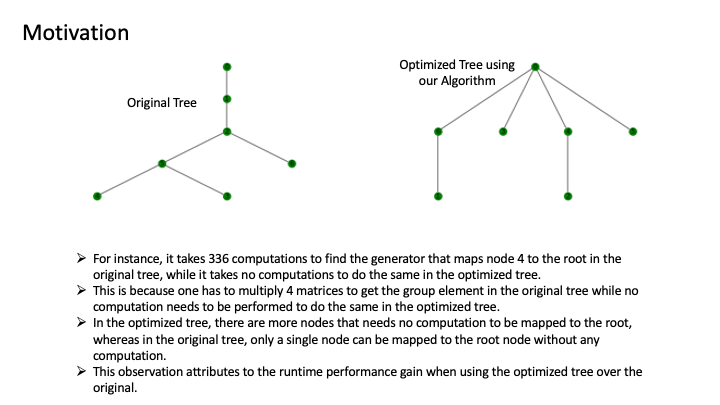 Motivation
Original Tree
Optimized Tree using
our Algorithm
➢ For instance, it takes 336 computations to find the generator that maps node 4 to the root in the
original tree, while it takes no computations to do the same in the optimized tree.
➢ This is because one has to multiply 4 matrices to get the group element in the original tree while no
computation needs to be performed to do the same in the optimized tree.
➢ In the optimized tree, there are more nodes that needs no computation to be mapped to the root,
whereas in the original tree, only a single node can be mapped to the root node without any
computation.
➢ This observation attributes to the runtime performance gain when using the optimized tree over the
original.